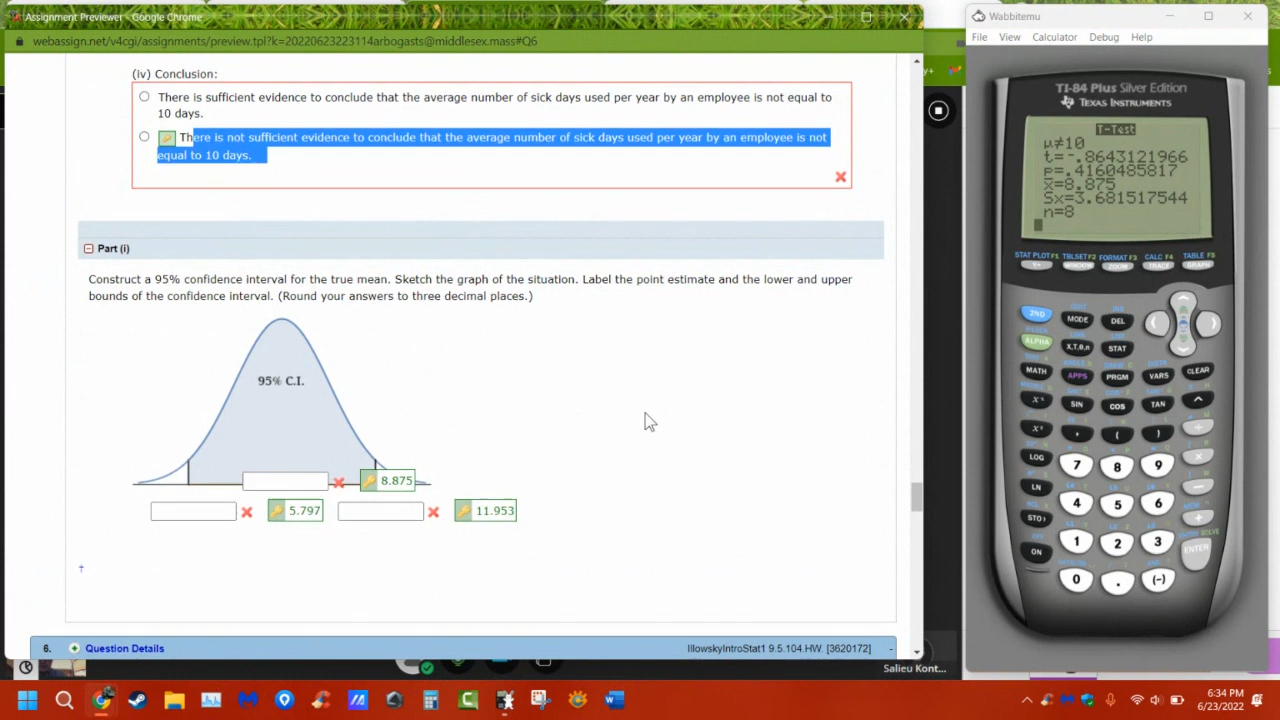 Assignment Previewer - Google Chrome
webassign.net/v4cgi/assignments/preview.tpl?k=20220623223114arbogasts@middlesex.mass#Q6
(iv) Conclusion:
There is sufficient evidence to conclude that the average number of sick days used per year by an employee is not equal to
10 days.
There is not sufficient evidence to conclude that the average number of sick days used per year by an employee is not
equal to 10 days.
Part (i)
Construct a 95% confidence interval for the true mean. Sketch the graph of the situation. Label the point estimate and the lower and upper
bounds of the confidence interval. (Round your answers to three decimal places.)
95% C.I.
8.875
5.797
11.953
6.
Question Details
IllowskyIntroStat1 9.5.104.HW. [3620172]
-
Salieu Kont...
Wabbitemu
File View Calculator Debug Help
TI-84 Plus Silver Edition
TEXAS INSTRUMENTS
T-Test
μ≠10
t=-.8643121966
p=.4160485817
x̄=8.875
Sx=3.681517544
n=8
STAT PLOT F1 TBLSET F2 FORMAT F3 CALC F4 TABLE F5
Y= WINDOW ZOOM TRACE GRAPH
2ND MODE DEL
ALPHA X,T,θ,n STAT
MATH APPS PRGM VARS CLEAR
SIN COS TAN ^
x² , ( ) ÷
LOG 7 8 9 ×
LN 4 5 6 −
STO› 1 2 3 +
ON 0 . (-) ENTER
6:34 PM
6/23/2022